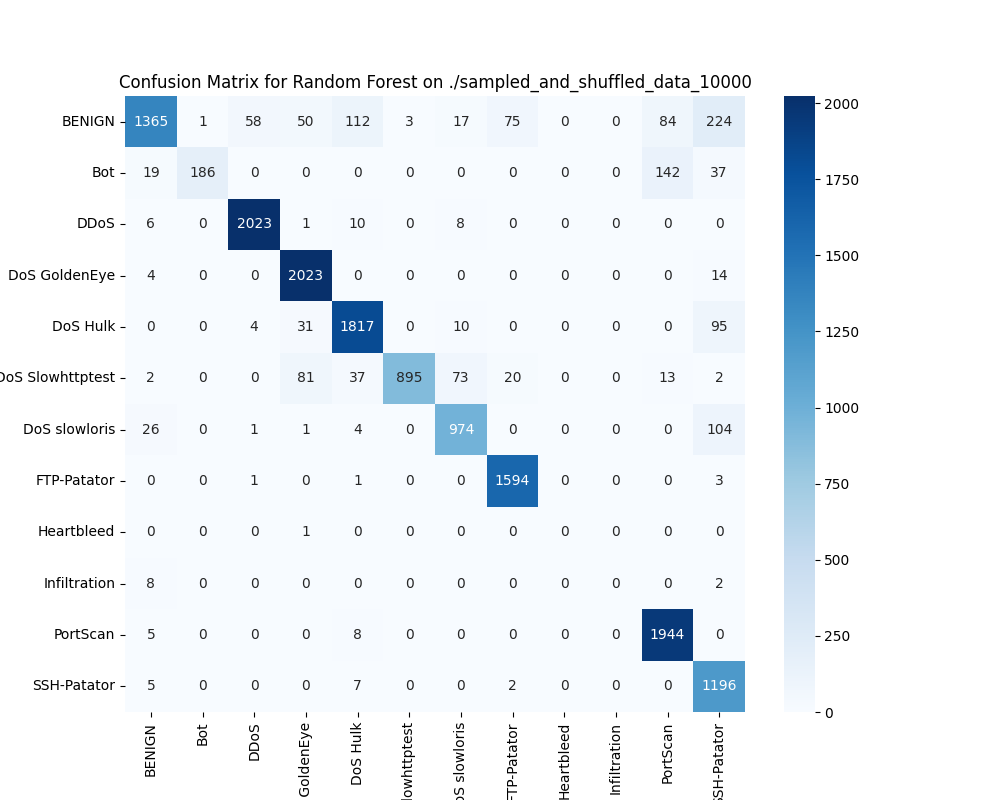 Confusion Matrix for Random Forest on ./sampled_and_shuffled_data_10000
BENIGN 1365 1 58 50 112 3 17 75 0 0 84 224
Bot 19 186 0 0 0 0 0 0 0 0 142 37
DDoS 6 0 2023 1 10 0 8 0 0 0 0 0
DoS GoldenEye 4 0 0 2023 0 0 0 0 0 0 0 14
DoS Hulk 0 0 4 31 1817 0 10 0 0 0 0 95
DoS Slowhttptest 2 0 0 81 37 895 73 20 0 0 13 2
DoS slowloris 26 0 1 1 4 0 974 0 0 0 0 104
FTP-Patator 0 0 1 0 1 0 0 1594 0 0 0 3
Heartbleed 0 0 0 1 0 0 0 0 0 0 0 0
Infiltration 8 0 0 0 0 0 0 0 0 0 0 2
PortScan 5 0 0 0 8 0 0 0 0 0 1944 0
SSH-Patator 5 0 0 0 7 0 0 2 0 0 0 1196
BENIGN
Bot
DDoS
GoldenEye
DoS Hulk
lowhttptest
oS slowloris
FTP-Patator
Heartbleed
Infiltration
PortScan
SSH-Patator
2000
1750
1500
1250
1000
750
500
250
0